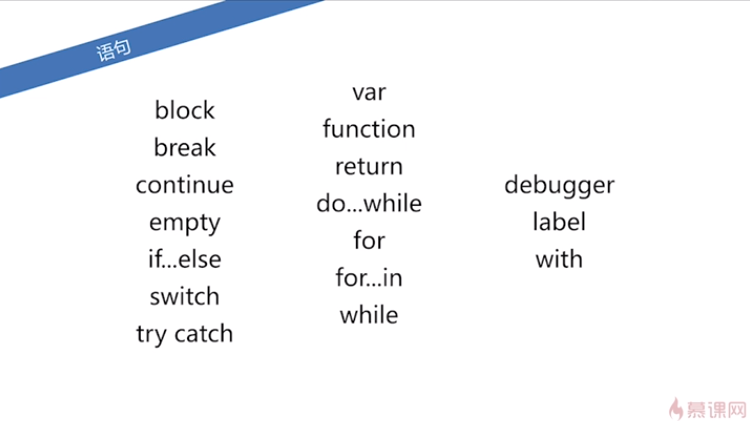 语句
block
break
continue
empty
if...else
switch
try catch
var
function
return
do...while
for
for...in
while
debugger
label
with
慕课网